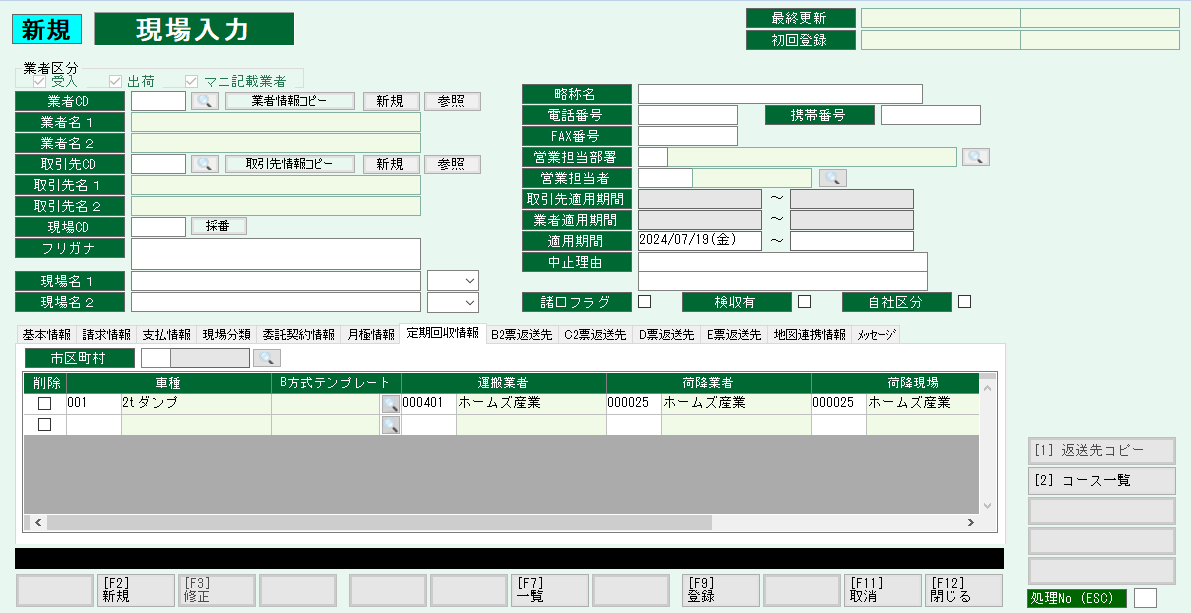 新規
現場入力
最終更新
初回登録
業者区分
受入 出荷 マニ記載業者
業者CD 業者情報コピー 新規 参照
業者名１
業者名２
取引先CD 取引先情報コピー 新規 参照
取引先名１
取引先名２
現場CD 採番
フリガナ
現場名１
現場名２
略称名
電話番号 携帯番号
FAX番号
営業担当部署
営業担当者
取引先適用期間 ～
業者適用期間 ～
適用期間 2024/07/19(金) ～
中止理由
諸口フラグ 検収有 自社区分
基本情報 請求情報 支払情報 現場分類 委託契約情報 月極情報 定期回収情報 B2票返送先 C2票返送先 D票返送先 E票返送先 地図連携情報 メッセージ
市区町村
削除 車種 B方式テンプレート 運搬業者 荷降業者 荷降現場
001 2tダンプ 000401 ホームズ産業 000025 ホームズ産業 000025 ホームズ産業
[1] 返送先コピー
[2] コース一覧
[F2] 新規
[F3] 修正
[F7] 一覧
[F9] 登録
[F11] 取消
[F12] 閉じる
処理No (ESC)